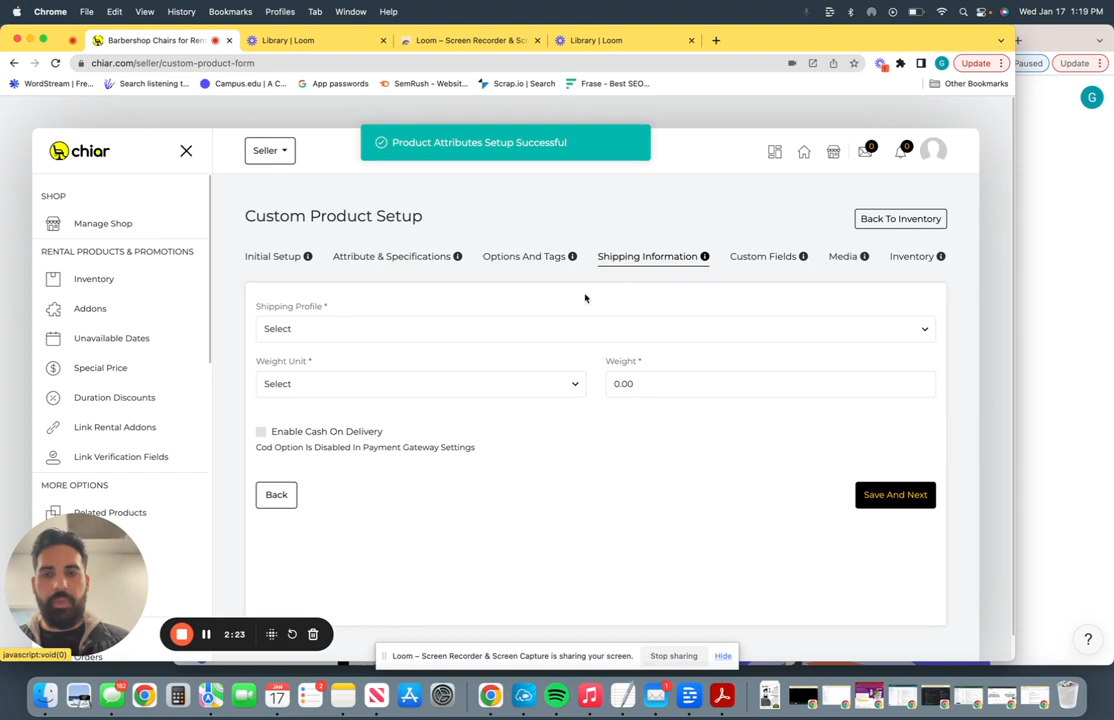 Chrome File Edit View History Bookmarks Profiles Tab Window Help Wed Jan 17 1:19 PM
Barbershop Chairs for Ren Library | Loom Loom – Screen Recorder & Sc Library | Loom
chiar.com/seller/custom-product-form G Update Paused Update
WordStream | Fre... Search listening t... Campus.edu | A C... App passwords SemRush - Websit... Scrap.io | Search Frase - Best SEO... Other Bookmarks
G
chiar
Seller
Product Attributes Setup Successful
0 0
SHOP
Manage Shop
RENTAL PRODUCTS & PROMOTIONS
Inventory
Addons
Unavailable Dates
Special Price
Duration Discounts
Link Rental Addons
Link Verification Fields
MORE OPTIONS
Related Products
Orders
Custom Product Setup
Back To Inventory
Initial Setup Attribute & Specifications Options And Tags Shipping Information Custom Fields Media Inventory
Shipping Profile *
Select
Weight Unit * Weight *
Select 0.00
Enable Cash On Delivery
Cod Option Is Disabled In Payment Gateway Settings
Back Save And Next
2:23
javascript:void(0)
Loom – Screen Recorder & Screen Capture is sharing your screen. Stop sharing Hide
?
182 JAN 17 2 1